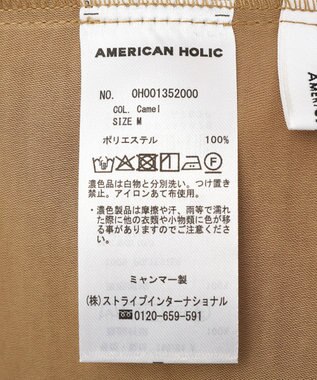 AMERICAN HOLIC
NO. 0H001352000
COL. Camel
SIZE M
ポリエステル 100%
濃色品は白物と分別洗い。つけ置き
禁止。アイロンあて布使用。
・濃色製品は摩擦や汗、雨等で濡れ
た際に他の衣類や小物類に色が移
る事がありますのでご注意くださ
い。
ミャンマー製
(株)ストライプインターナショナル
0120-659-591
AMERICAN